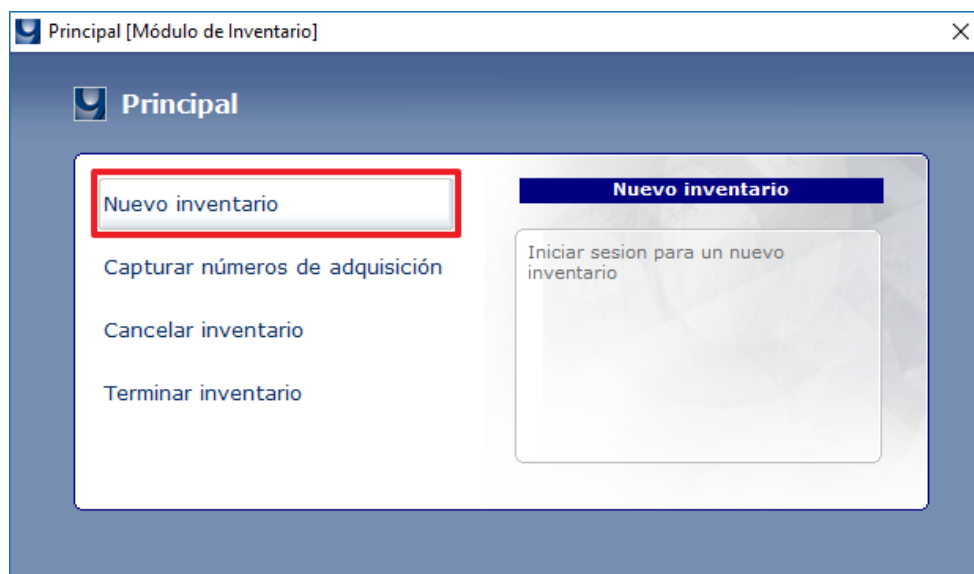 Principal [Módulo de Inventario]
Principal
Nuevo inventario
Capturar números de adquisición
Cancelar inventario
Terminar inventario
Nuevo inventario
Iniciar sesion para un nuevo
inventario